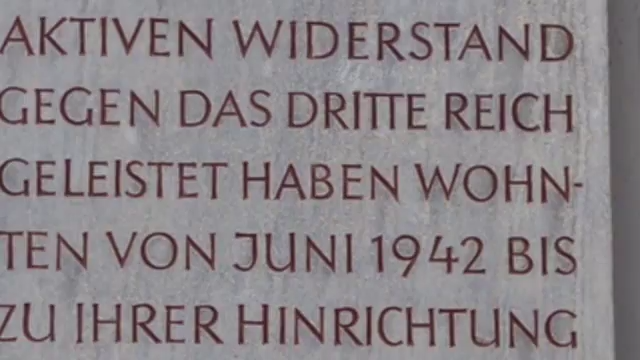 AKTIVEN WIDERSTAND
GEGEN DAS DRITTE REICH
GELEISTET HABEN WOHN-
TEN VON JUNI 1942 BIS
ZU IHRER HINRICHTUNG